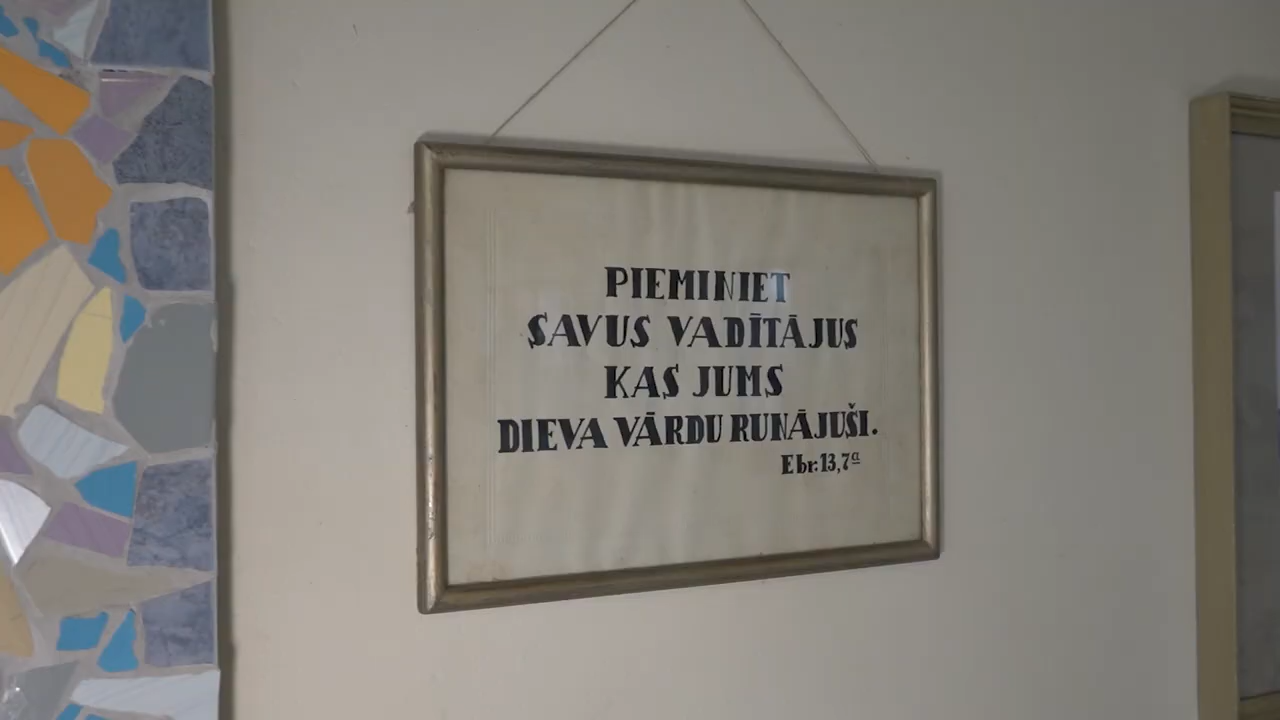 PIEMINIET
SAVUS VADĪTĀJUS
KAS JUMS
DIEVA VĀRDU RUNĀJUŠI.
Ebr. 13,7a